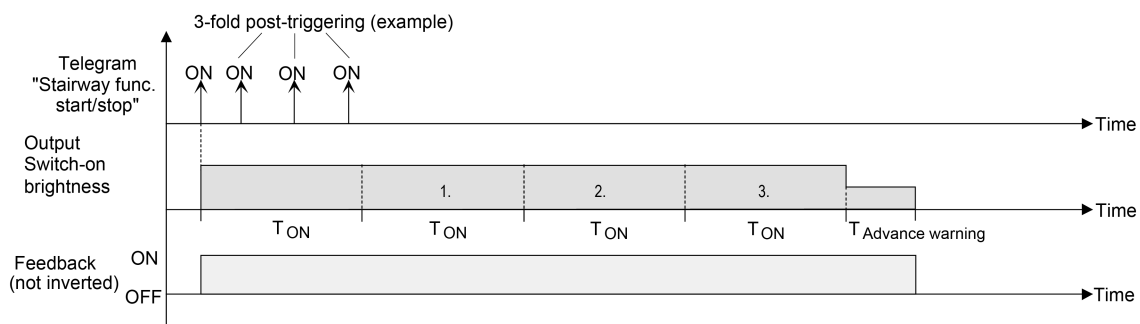 3-fold post-triggering (example)
Telegram
"Stairway func.
start/stop"
ON ON ON ON
Time
Output
Switch-on
brightness
1. 2. 3.
Time
T ON T ON T ON T ON T Advance warning
Feedback
(not inverted)
ON
OFF
Time